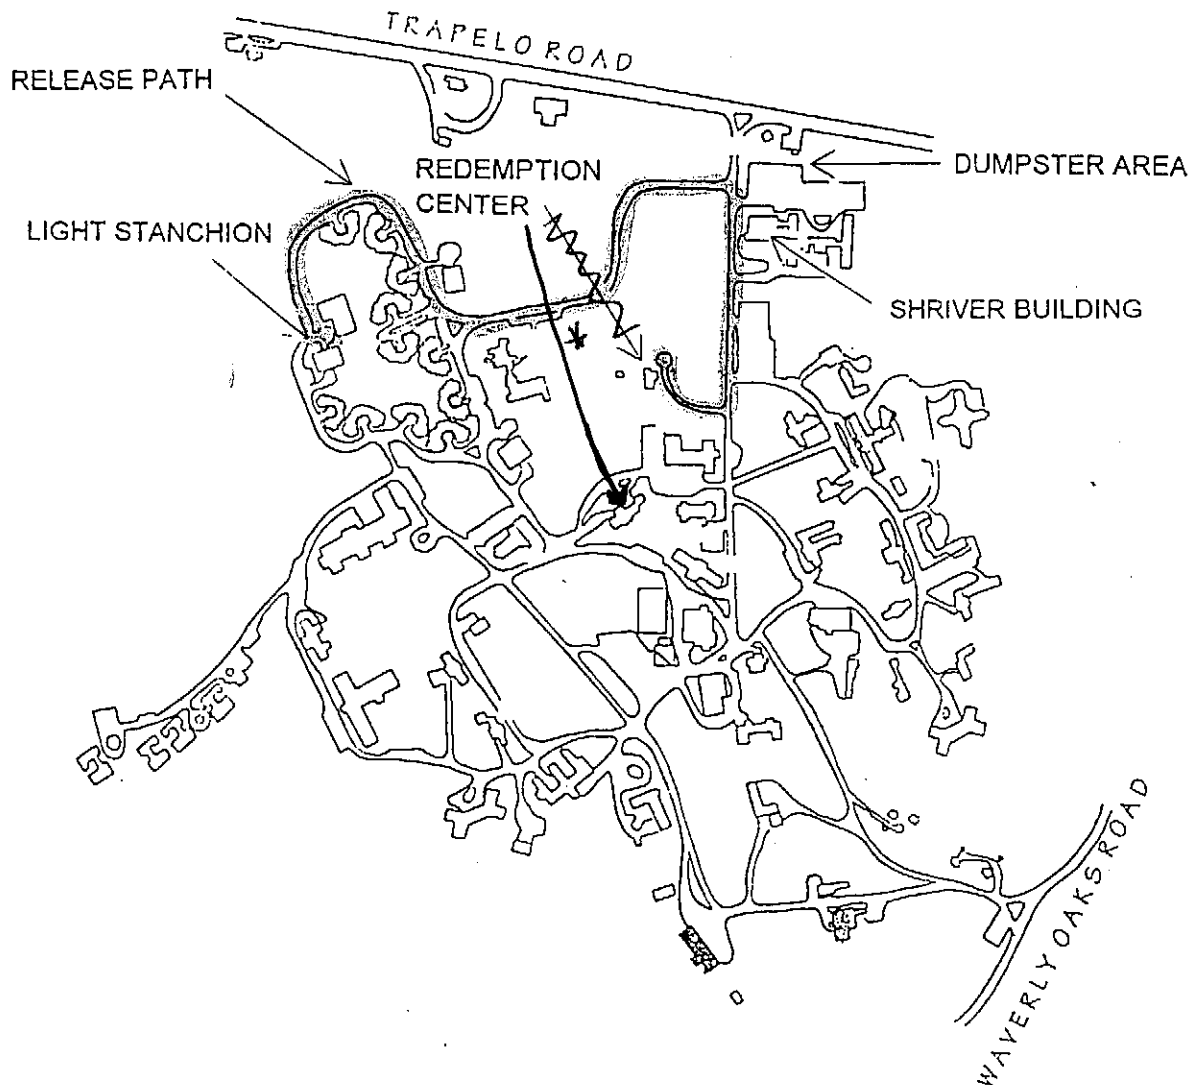 TRAPELO ROAD
RELEASE PATH
REDEMPTION
CENTER
DUMPSTER AREA
LIGHT STANCHION
SHRIVER BUILDING
WAVERLY OAKS ROAD